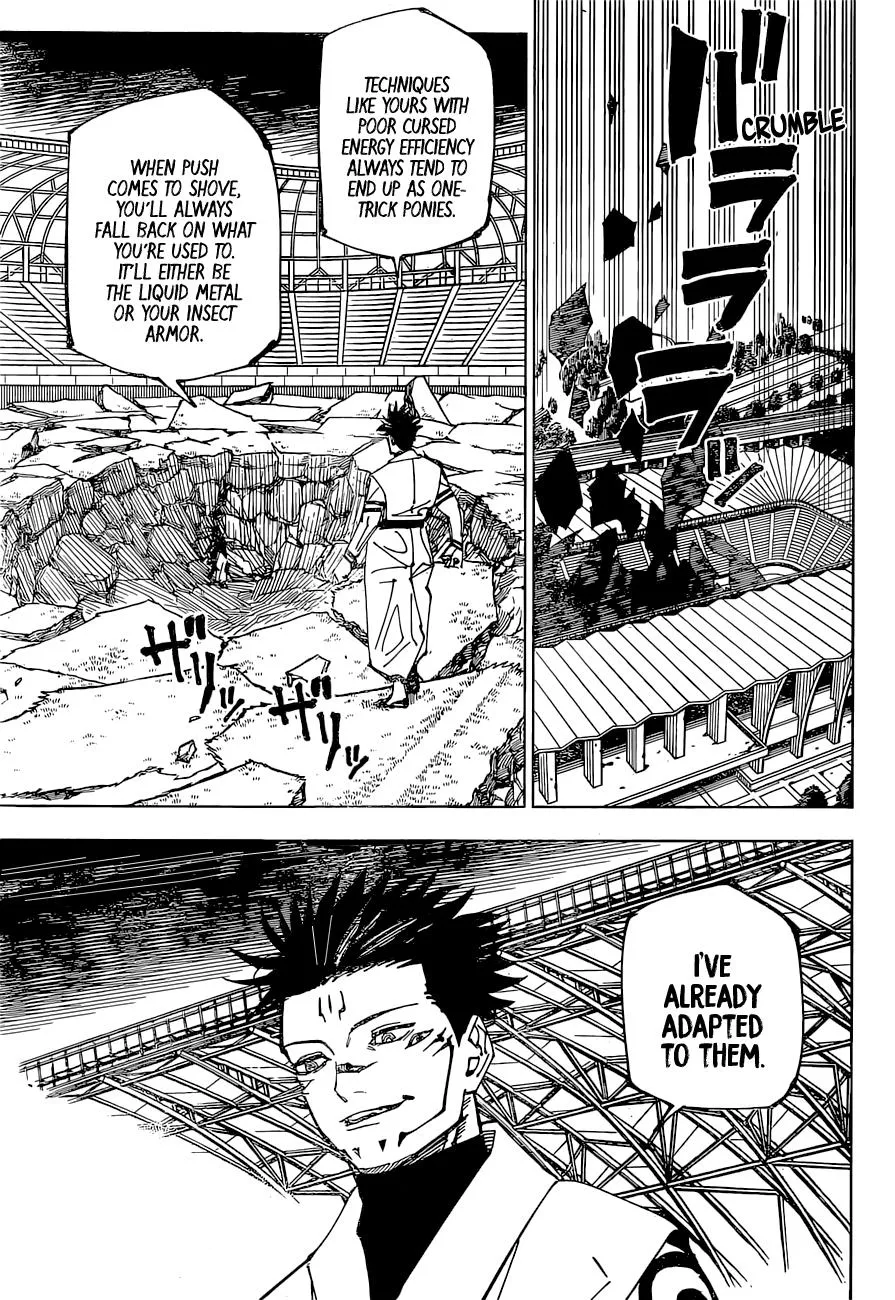 バラララ
CRUMBLE
TECHNIQUES
LIKE YOURS WITH
POOR CURSED
ENERGY EFFICIENCY
ALWAYS TEND TO
END UP AS ONE-
TRICK PONIES.
WHEN PUSH
COMES TO SHOVE,
YOU'LL ALWAYS
FALL BACK ON WHAT
YOU'RE USED TO.
IT'LL EITHER BE
THE LIQUID METAL
OR YOUR INSECT
ARMOR.
ザリッ
ザリッ
I'VE
ALREADY
ADAPTED
TO THEM.